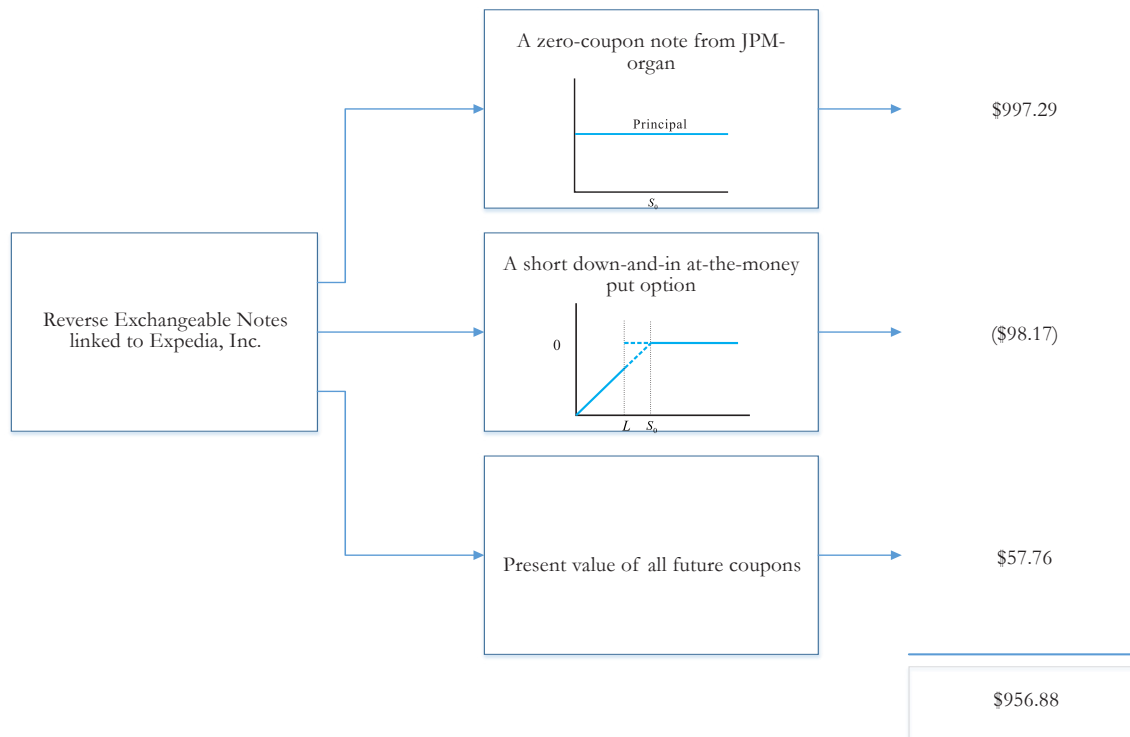 A zero-coupon note from JPM-
organ
Principal
S₀
$997.29
Reverse Exchangeable Notes
linked to Expedia, Inc.
A short down-and-in at-the-money
put option
0
L S₀
($98.17)
Present value of all future coupons
$57.76
$956.88